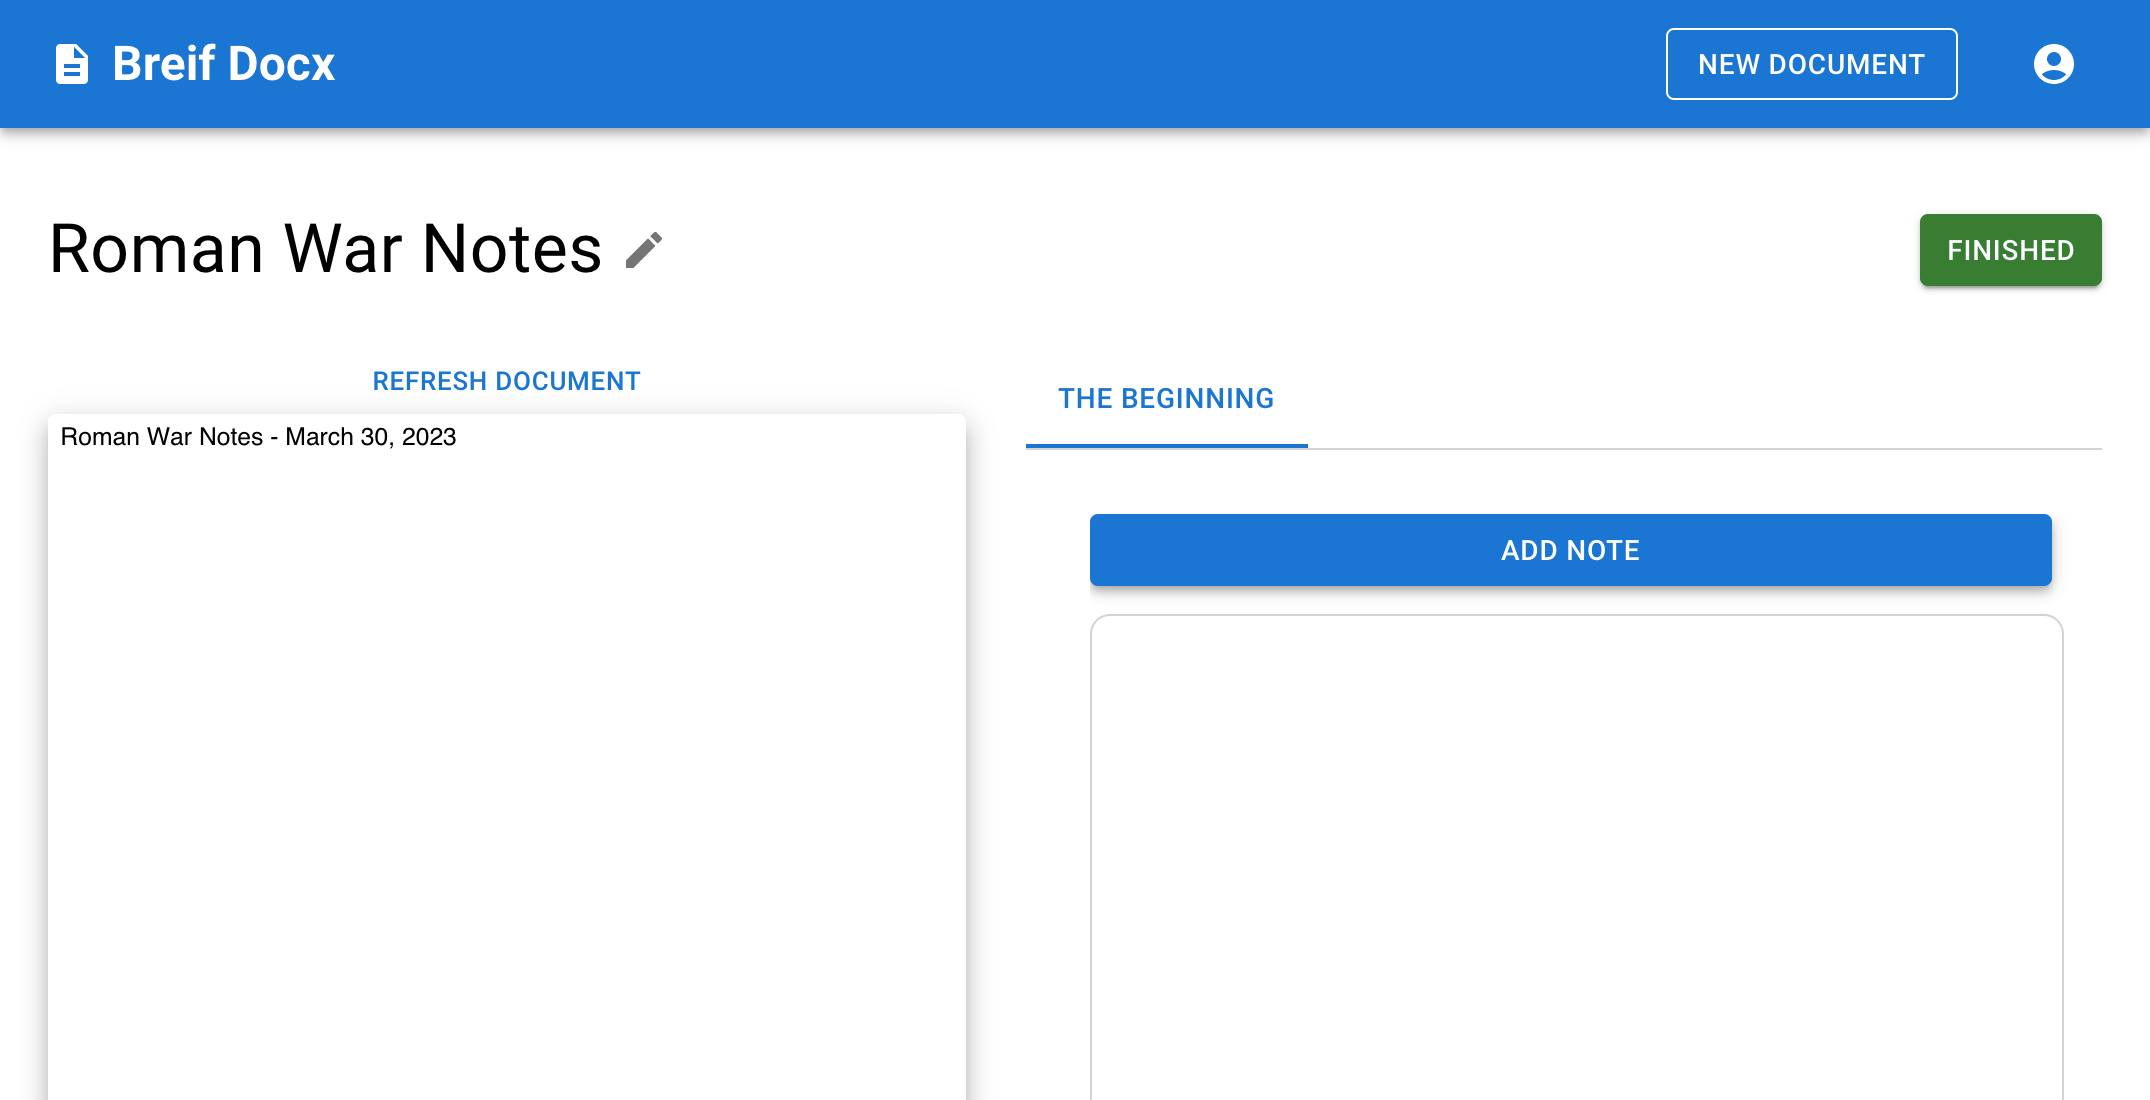 Breif Docx
NEW DOCUMENT
Roman War Notes
FINISHED
REFRESH DOCUMENT
Roman War Notes - March 30, 2023
THE BEGINNING
ADD NOTE